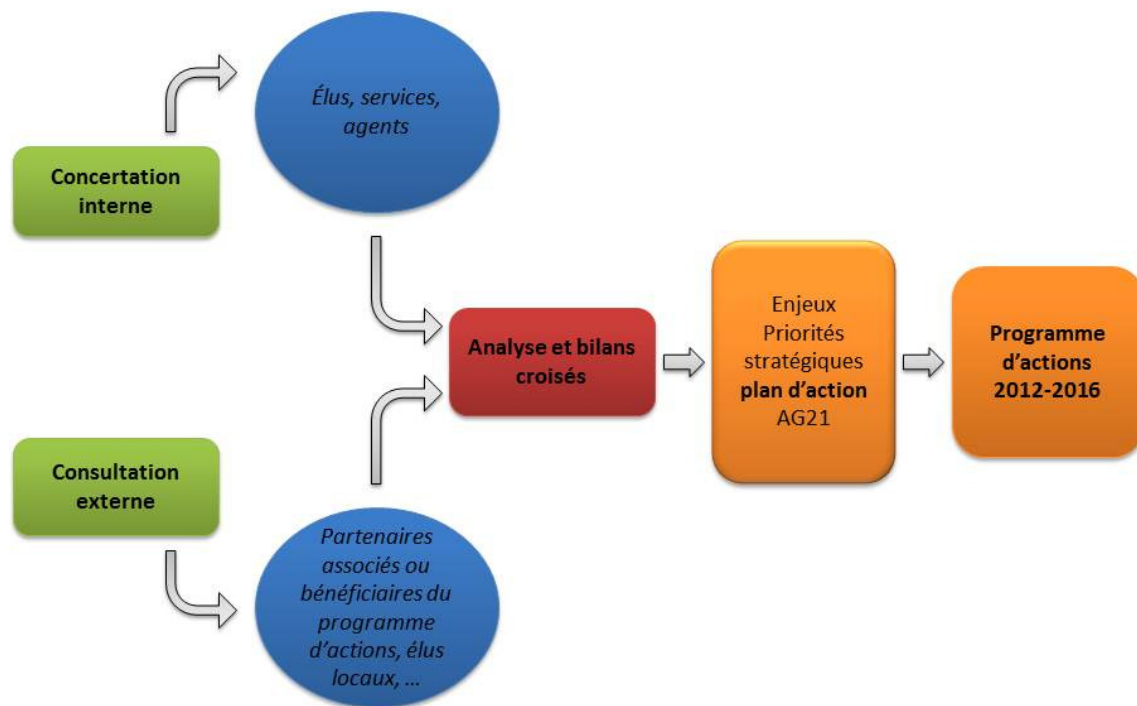 Élus, services,
agents
Concertation
interne
Analyse et bilans
croisés
Enjeux
Priorités
stratégiques
plan d'action
AG21
Programme
d'actions
2012-2016
Consultation
externe
Partenaires
associés ou
bénéficiaires du
programme
d'actions, élus
locaux, ...